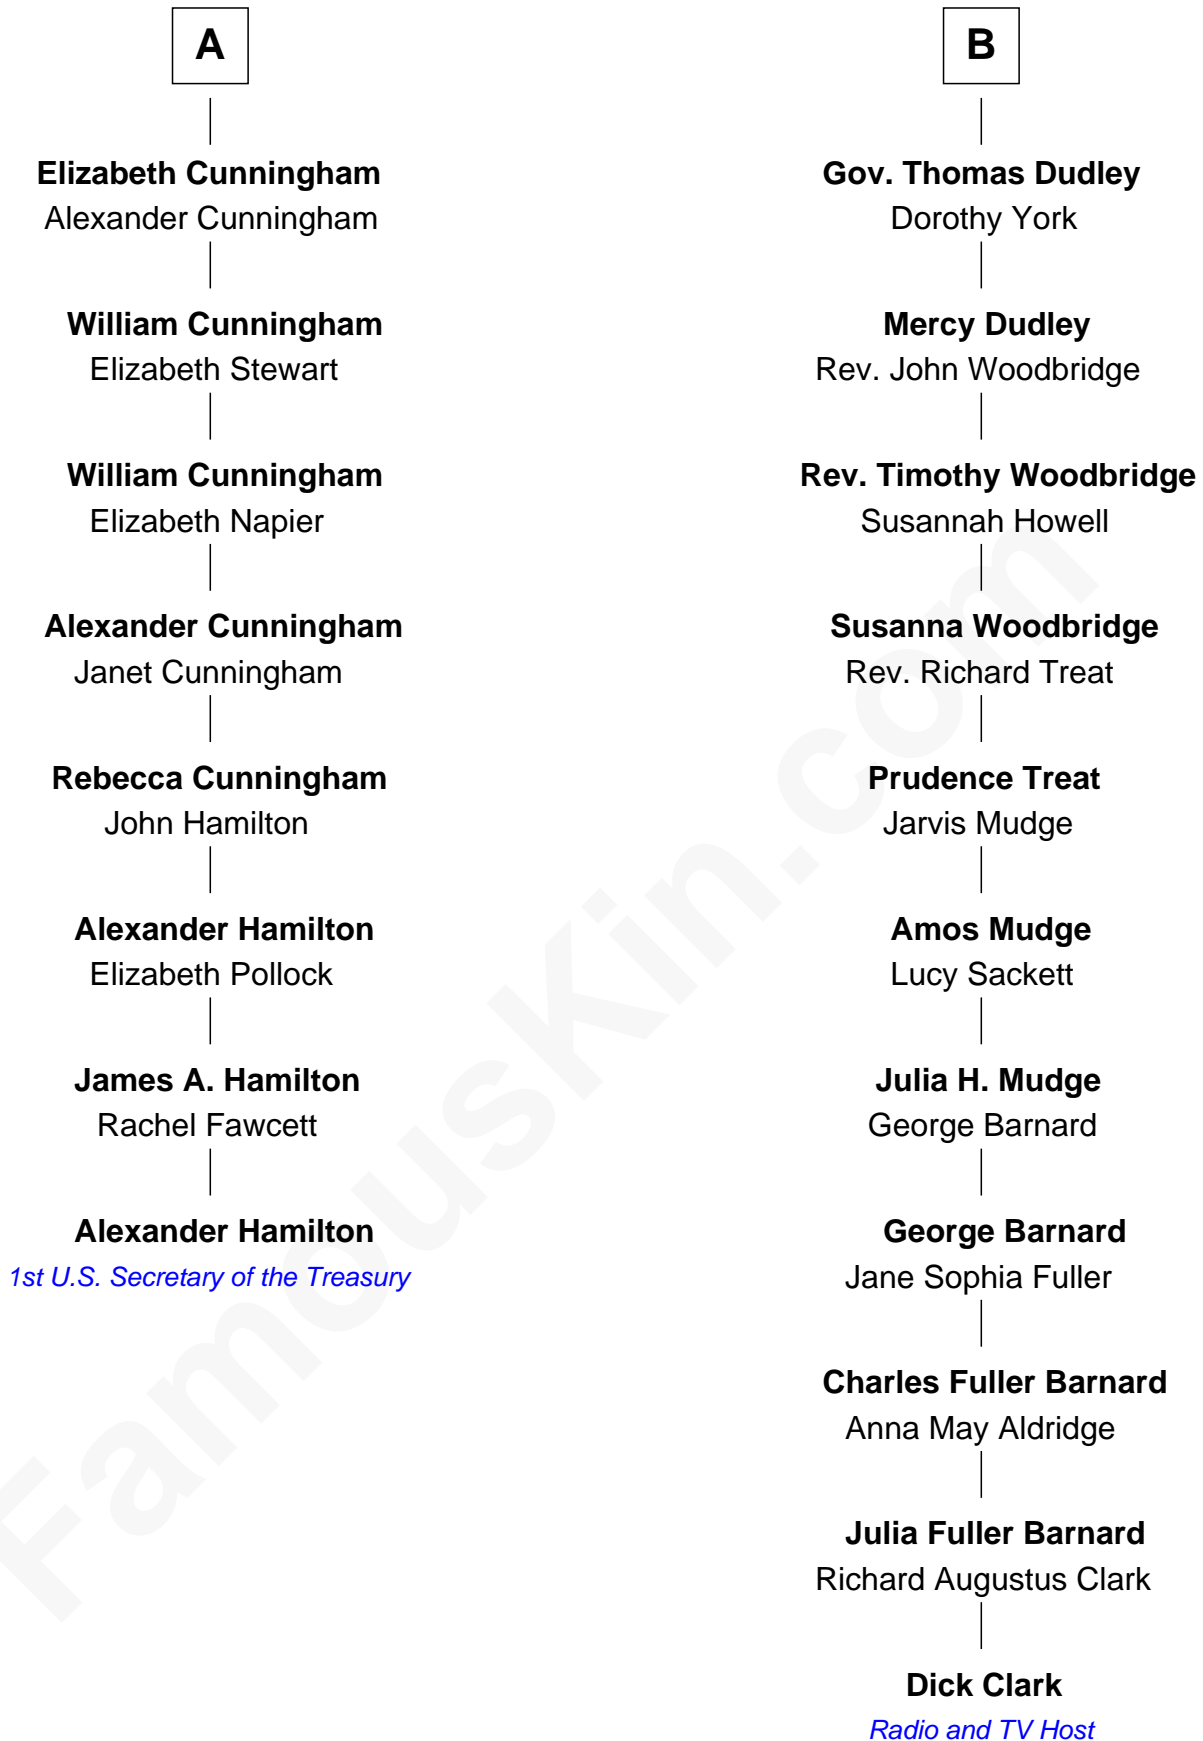 A
Elizabeth Cunningham
Alexander Cunningham
William Cunningham
Elizabeth Stewart
William Cunningham
Elizabeth Napier
Alexander Cunningham
Janet Cunningham
Rebecca Cunningham
John Hamilton
Alexander Hamilton
Elizabeth Pollock
James A. Hamilton
Rachel Fawcett
Alexander Hamilton
1st U.S. Secretary of the Treasury
B
Gov. Thomas Dudley
Dorothy York
Mercy Dudley
Rev. John Woodbridge
Rev. Timothy Woodbridge
Susannah Howell
Susanna Woodbridge
Rev. Richard Treat
Prudence Treat
Jarvis Mudge
Amos Mudge
Lucy Sackett
Julia H. Mudge
George Barnard
George Barnard
Jane Sophia Fuller
Charles Fuller Barnard
Anna May Aldridge
Julia Fuller Barnard
Richard Augustus Clark
Dick Clark
Radio and TV Host
FamousKin.com